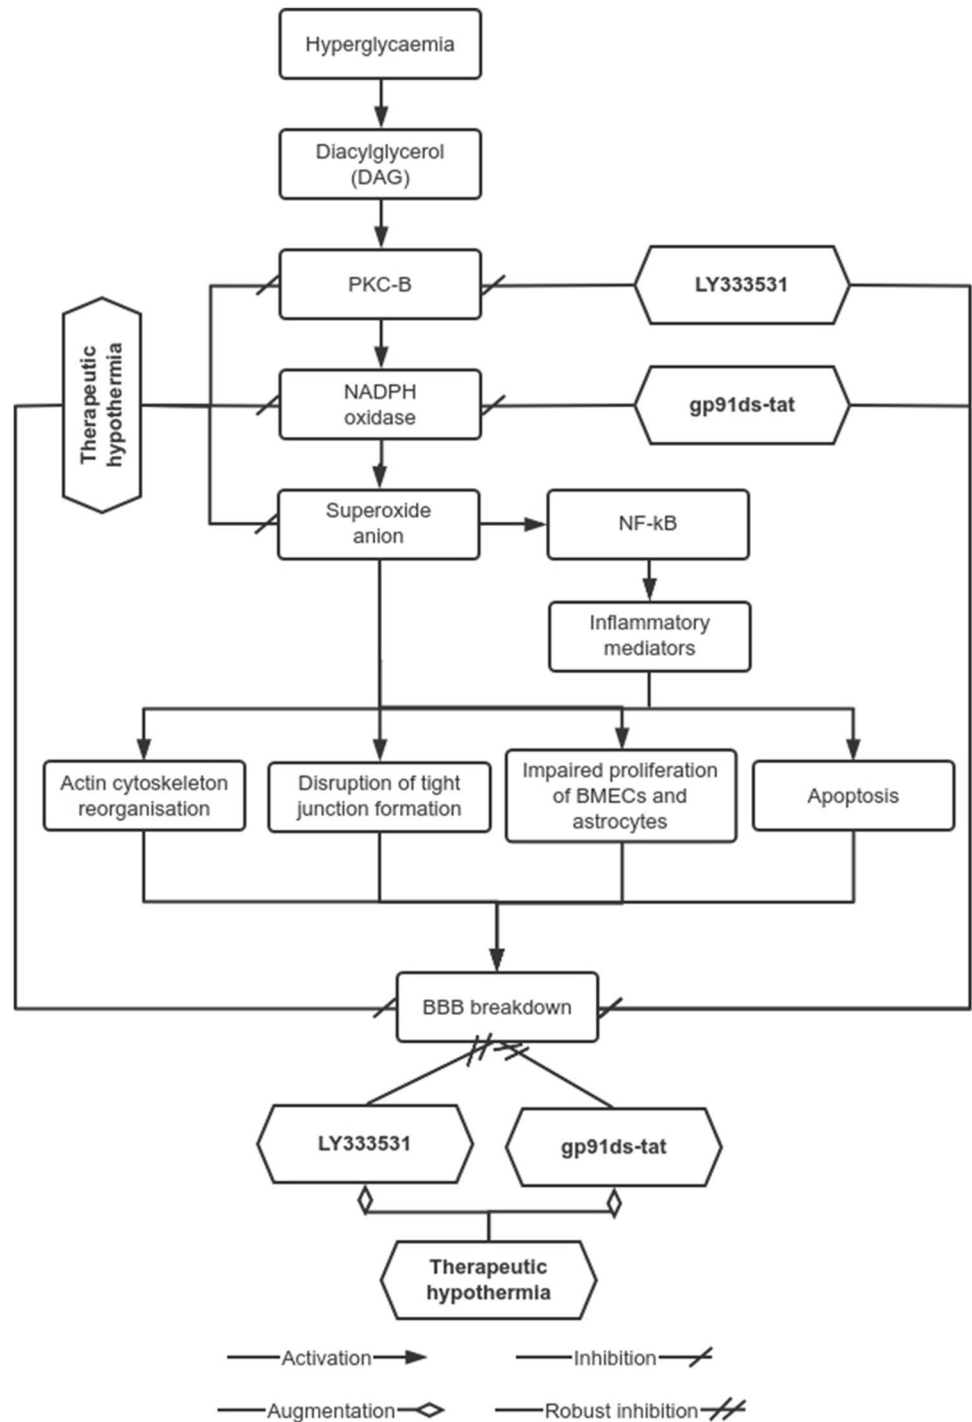 Hyperglycaemia
Diacylglycerol
(DAG)
PKC-B
LY333531
Therapeutic
hypothermia
NADPH
oxidase
gp91ds-tat
Superoxide
anion
NF-kB
Inflammatory
mediators
Actin cytoskeleton
reorganisation
Disruption of tight
junction formation
Impaired proliferation
of BMECs and
astrocytes
Apoptosis
BBB breakdown
LY333531
gp91ds-tat
Therapeutic
hypothermia
Activation
Inhibition
Augmentation
Robust inhibition